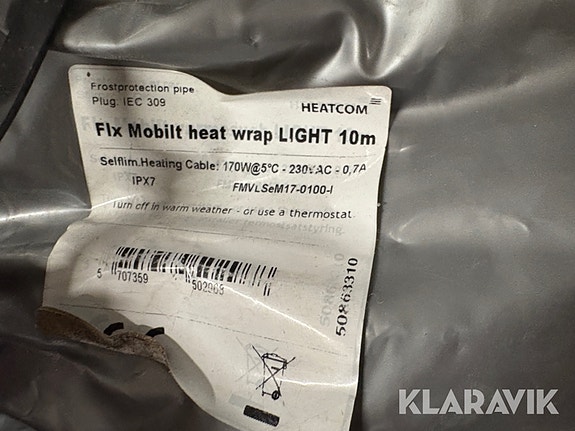 Frostprotection pipe
Plug. IEC 309
HEATCOM
Flx Mobilt heat wrap LIGHT 10m
Selflim.Heating Cable: 170W@5°C - 230VAC - 0,7A
IPX7 FMVLSeM17-0100-I
Turn off in warm weather - or use a thermostat.
5 707359
50863310
KLARAVIK